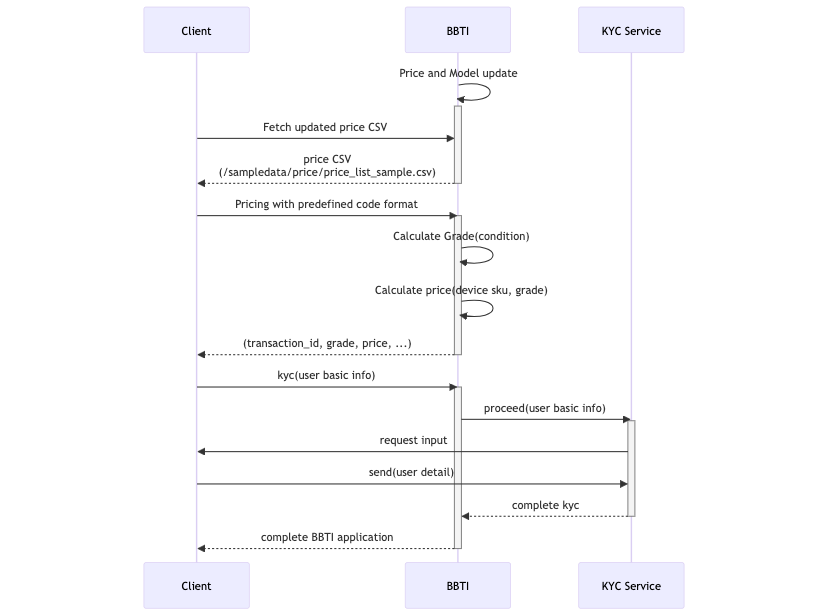 Client
BBTI
KYC Service
Price and Model update
Fetch updated price CSV
price CSV
(/sampledata/price/price_list_sample.csv)
Pricing with predefined code format
Calculate Grade(condition)
Calculate price(device sku, grade)
(transaction_id, grade, price, ...)
kyc(user basic info)
proceed(user basic info)
request input
send(user detail)
complete kyc
complete BBTI application
Client
BBTI
KYC Service